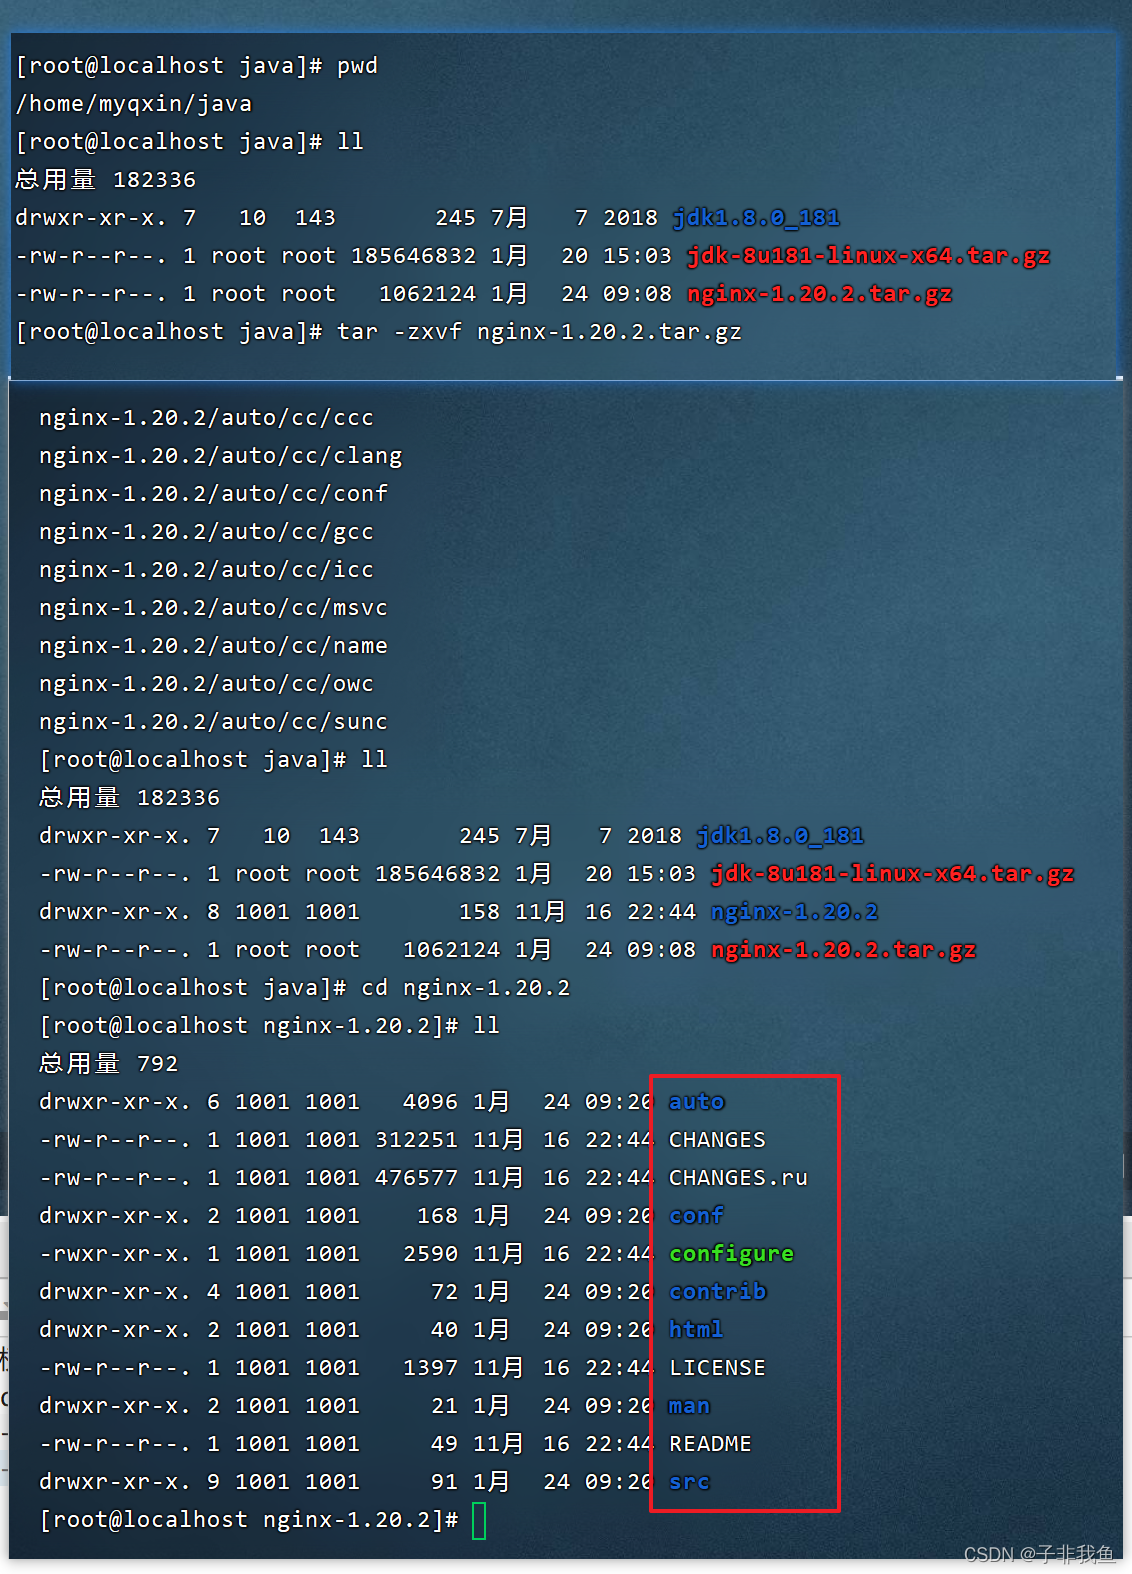 [root@localhost java]# pwd
/home/myqxin/java
[root@localhost java]# ll
总用量 182336
drwxr-xr-x. 7   10  143       245 7月   7 2018 jdk1.8.0_181
-rw-r--r--. 1 root root 185646832 1月  20 15:03 jdk-8u181-linux-x64.tar.gz
-rw-r--r--. 1 root root   1062124 1月  24 09:08 nginx-1.20.2.tar.gz
[root@localhost java]# tar -zxvf nginx-1.20.2.tar.gz
nginx-1.20.2/auto/cc/ccc
nginx-1.20.2/auto/cc/clang
nginx-1.20.2/auto/cc/conf
nginx-1.20.2/auto/cc/gcc
nginx-1.20.2/auto/cc/icc
nginx-1.20.2/auto/cc/msvc
nginx-1.20.2/auto/cc/name
nginx-1.20.2/auto/cc/owc
nginx-1.20.2/auto/cc/sunc
[root@localhost java]# ll
总用量 182336
drwxr-xr-x. 7   10  143       245 7月   7 2018 jdk1.8.0_181
-rw-r--r--. 1 root root 185646832 1月  20 15:03 jdk-8u181-linux-x64.tar.gz
drwxr-xr-x. 8 1001 1001       158 11月 16 22:44 nginx-1.20.2
-rw-r--r--. 1 root root   1062124 1月  24 09:08 nginx-1.20.2.tar.gz
[root@localhost java]# cd nginx-1.20.2
[root@localhost nginx-1.20.2]# ll
总用量 792
drwxr-xr-x. 6 1001 1001   4096 1月  24 09:20 auto
-rw-r--r--. 1 1001 1001 312251 11月 16 22:44 CHANGES
-rw-r--r--. 1 1001 1001 476577 11月 16 22:44 CHANGES.ru
drwxr-xr-x. 2 1001 1001    168 1月  24 09:20 conf
-rwxr-xr-x. 1 1001 1001   2590 11月 16 22:44 configure
drwxr-xr-x. 4 1001 1001     72 1月  24 09:20 contrib
drwxr-xr-x. 2 1001 1001     40 1月  24 09:20 html
-rw-r--r--. 1 1001 1001   1397 11月 16 22:44 LICENSE
drwxr-xr-x. 2 1001 1001     21 1月  24 09:20 man
-rw-r--r--. 1 1001 1001     49 11月 16 22:44 README
drwxr-xr-x. 9 1001 1001     91 1月  24 09:20 src
[root@localhost nginx-1.20.2]#
CSDN @子非我鱼